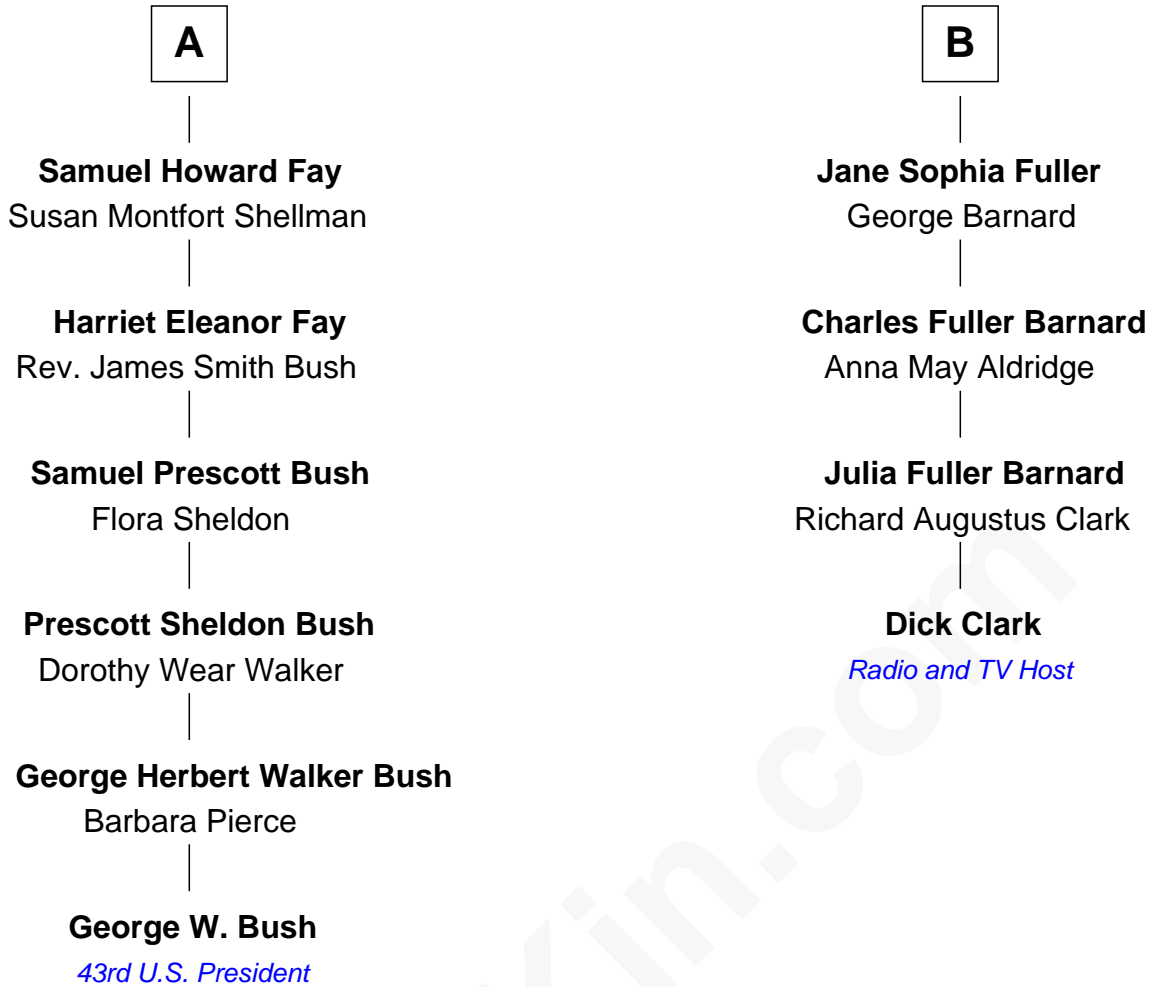 A
Samuel Howard Fay
Susan Montfort Shellman
Harriet Eleanor Fay
Rev. James Smith Bush
Samuel Prescott Bush
Flora Sheldon
Prescott Sheldon Bush
Dorothy Wear Walker
George Herbert Walker Bush
Barbara Pierce
George W. Bush
43rd U.S. President
B
Jane Sophia Fuller
George Barnard
Charles Fuller Barnard
Anna May Aldridge
Julia Fuller Barnard
Richard Augustus Clark
Dick Clark
Radio and TV Host
Kin.com